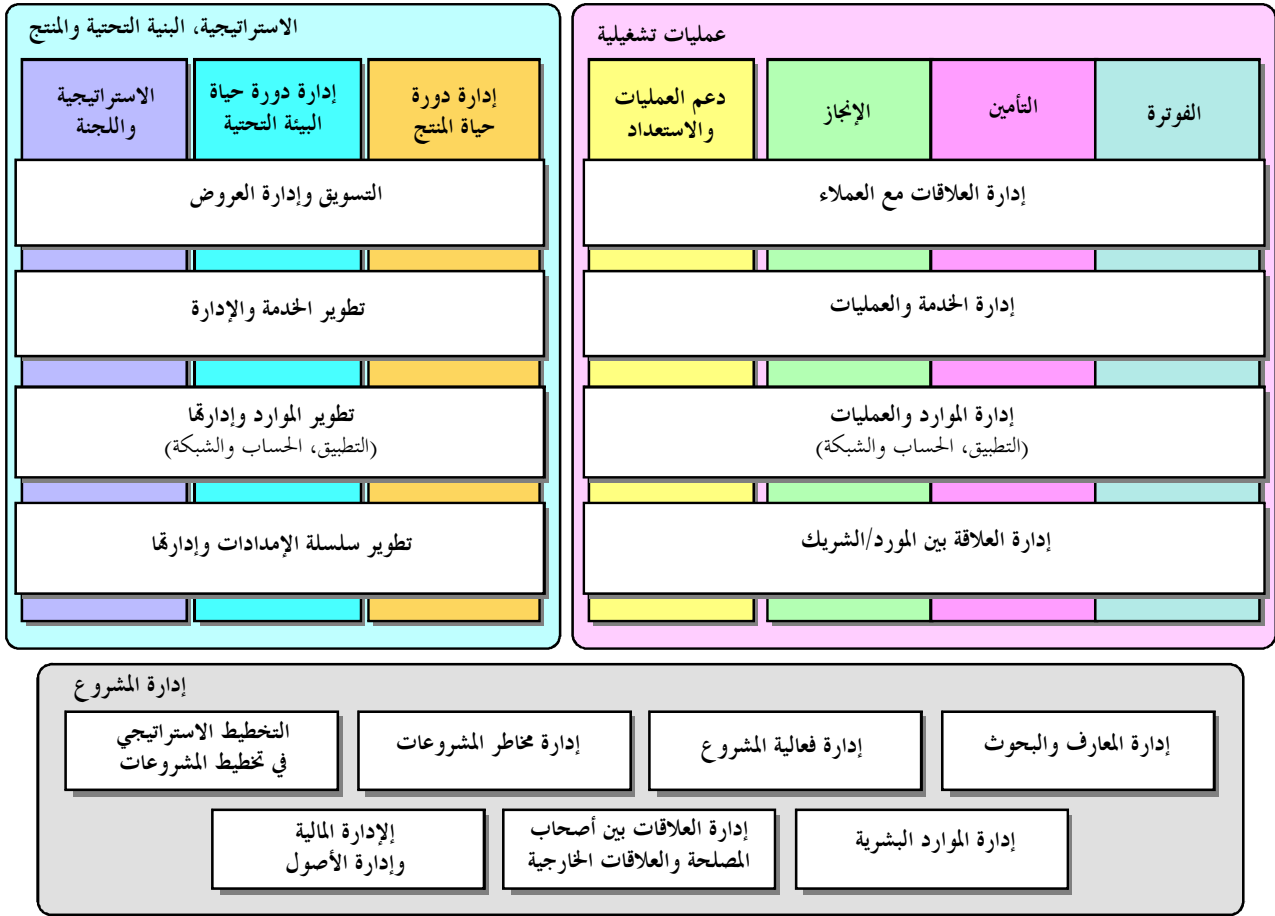 الاستراتيجية، البنية التحتية والمنتج
الاستراتيجية
واللجنة
إدارة دورة حياة
البيئة التحتية
إدارة دورة
حياة المنتج
التسويق وإدارة العروض
تطوير الخدمة والإدارة
تطوير الموارد وإدارتها
(التطبيق، الحساب والشبكة)
تطوير سلسلة الإمدادات وإدارتها
عمليات تشغيلية
دعم العمليات
والاستعداد
الإنجاز
التأمين
الفوترة
إدارة العلاقات مع العملاء
إدارة الخدمة والعمليات
إدارة الموارد والعمليات
(التطبيق، الحساب والشبكة)
إدارة العلاقة بين المورد/الشريك
إدارة المشروع
التخطيط الاستراتيجي
في تخطيط المشروعات
إدارة مخاطر المشروعات
إدارة فعالية المشروع
إدارة المعارف والبحوث
إلإدارة المالية
وإدارة الأصول
إدارة العلاقات بين أصحاب
المصلحة والعلاقات الخارجية
إدارة الموارد البشرية